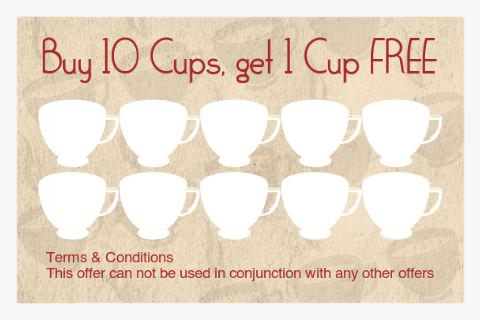 Buy 10 Cups, get 1 Cup FREE
Terms & Conditions
This offer can not be used in conjunction with any other offers